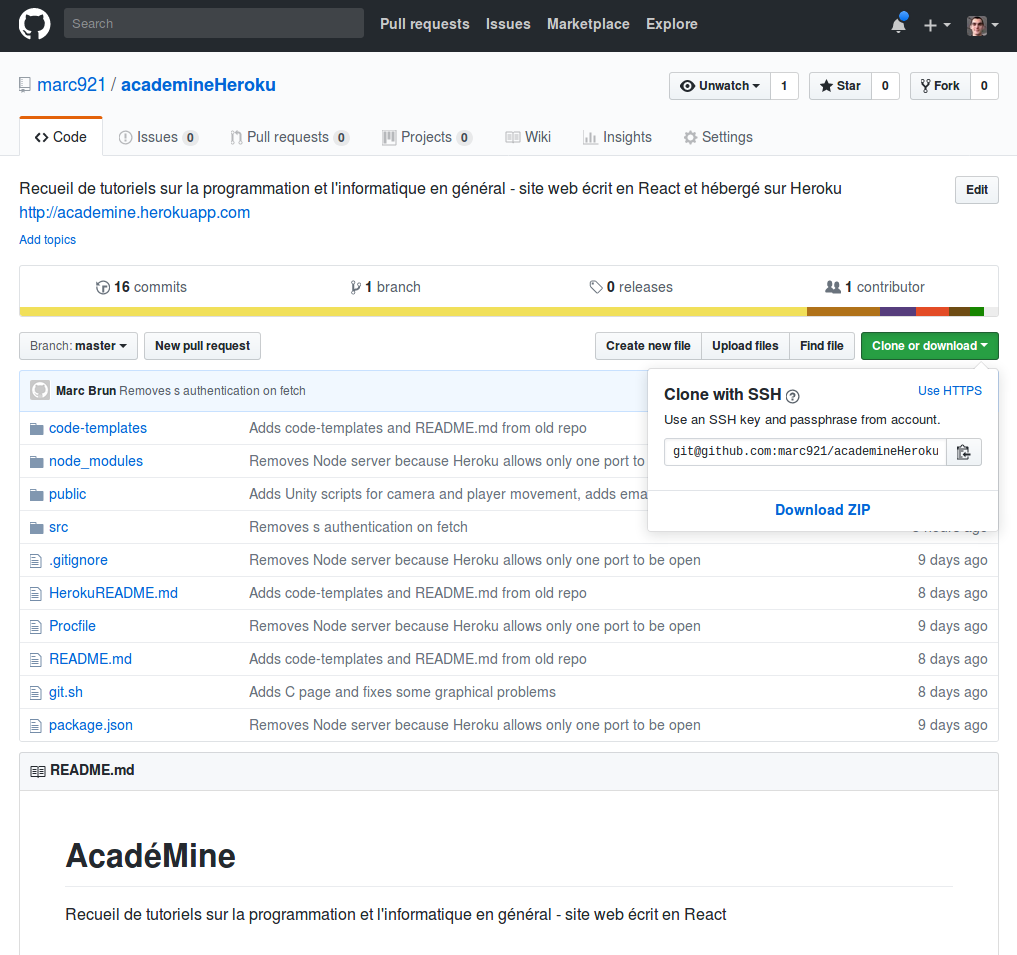 Search
Pull requests Issues Marketplace Explore
marc921 / academineHeroku
Unwatch 1 Star 0 Fork 0
Code Issues 0 Pull requests 0 Projects 0 Wiki Insights Settings
Recueil de tutoriels sur la programmation et l'informatique en général - site web écrit en React et hébergé sur Heroku
Edit
http://academine.herokuapp.com
Add topics
16 commits 1 branch 0 releases 1 contributor
Branch: master New pull request Create new file Upload files Find file Clone or download
Marc Brun Removes s authentication on fetch
Clone with SSH ? Use HTTPS
Use an SSH key and passphrase from account.
git@github.com:marc921/academineHeroku
Download ZIP
code-templates Adds code-templates and README.md from old repo
node_modules Removes Node server because Heroku allows only one port to
public Adds Unity scripts for camera and player movement, adds ema
src Removes s authentication on fetch
.gitignore Removes Node server because Heroku allows only one port to be open 9 days ago
HerokuREADME.md Adds code-templates and README.md from old repo 8 days ago
Procfile Removes Node server because Heroku allows only one port to be open 9 days ago
README.md Adds code-templates and README.md from old repo 8 days ago
git.sh Adds C page and fixes some graphical problems 8 days ago
package.json Removes Node server because Heroku allows only one port to be open 9 days ago
README.md
AcadéMine
Recueil de tutoriels sur la programmation et l'informatique en général - site web écrit en React